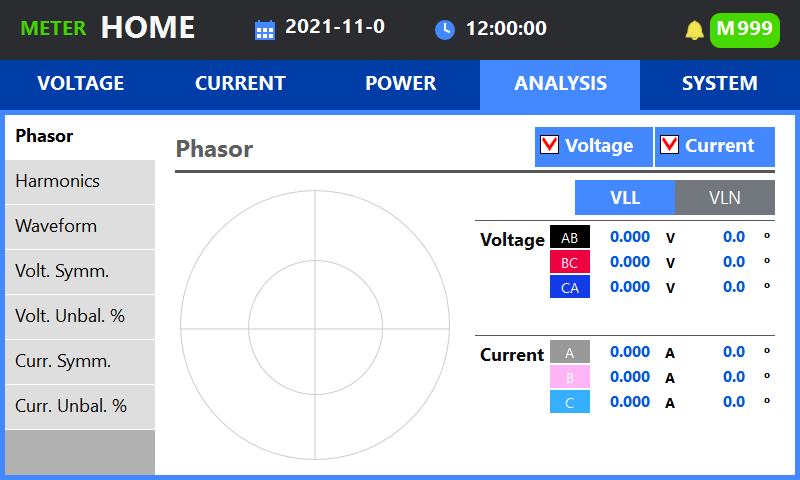 METER HOME 2021-11-0 12:00:00 M999
VOLTAGE CURRENT POWER ANALYSIS SYSTEM
Phasor
Harmonics
Waveform
Volt. Symm.
Volt. Unbal. %
Curr. Symm.
Curr. Unbal. %
Phasor
Voltage Current
VLL VLN
Voltage AB 0.000 V 0.0 º
BC 0.000 V 0.0 º
CA 0.000 V 0.0 º
Current A 0.000 A 0.0 º
B 0.000 A 0.0 º
C 0.000 A 0.0 º